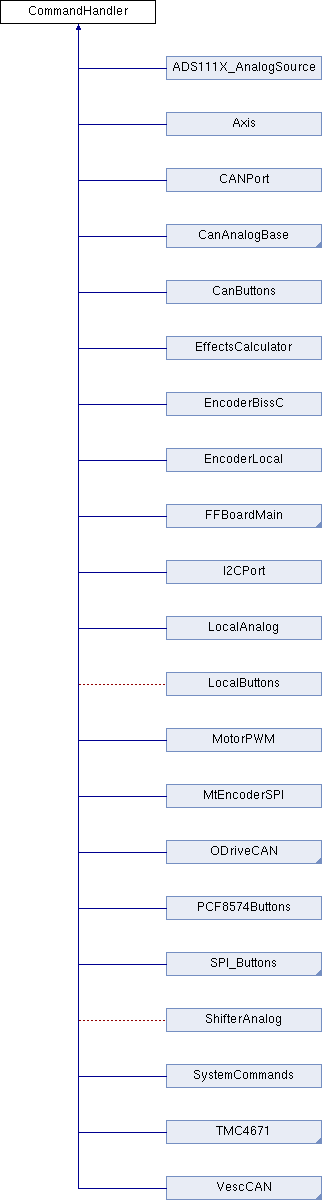 CommandHandler
ADS111X_AnalogSource
Axis
CANPort
CanAnalogBase
CanButtons
EffectsCalculator
EncoderBissC
EncoderLocal
FFBoardMain
I2CPort
LocalAnalog
LocalButtons
MotorPWM
MtEncoderSPI
ODriveCAN
PCF8574Buttons
SPI_Buttons
ShifterAnalog
SystemCommands
TMC4671
VescCAN